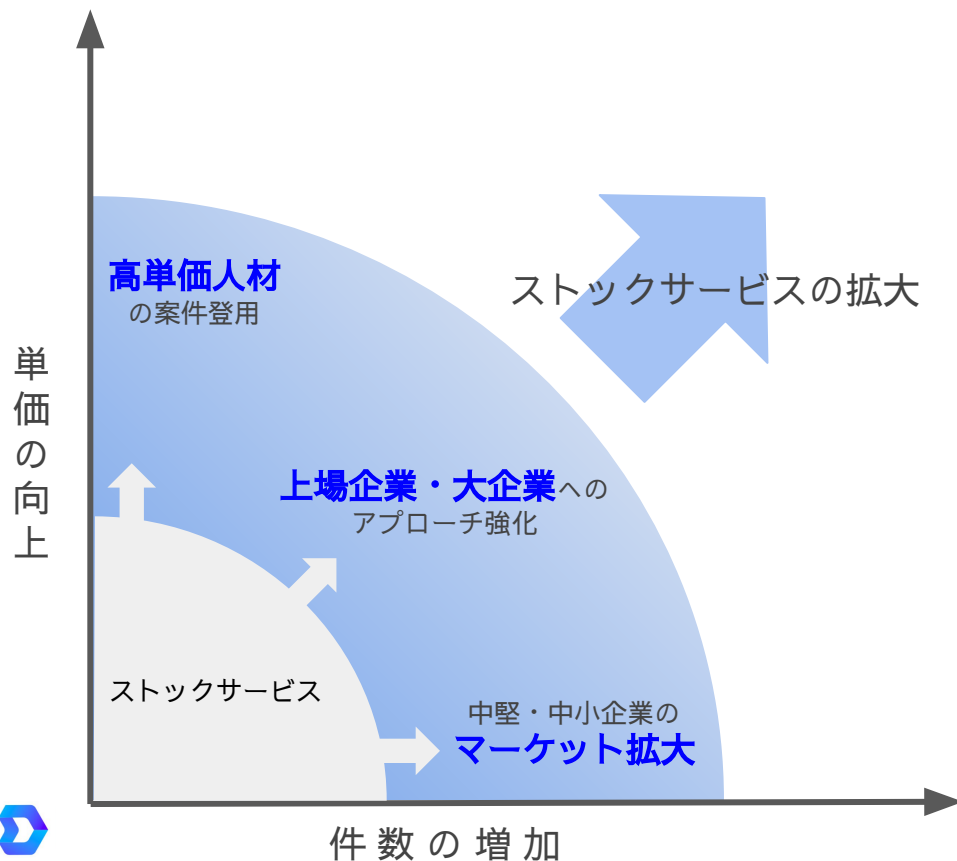 高単価人材
の案件登用
ストックサービスの拡大
単価の向上
上場企業・大企業への
アプローチ強化
ストックサービス
中堅・中小企業の
マーケット拡大
件数の増加